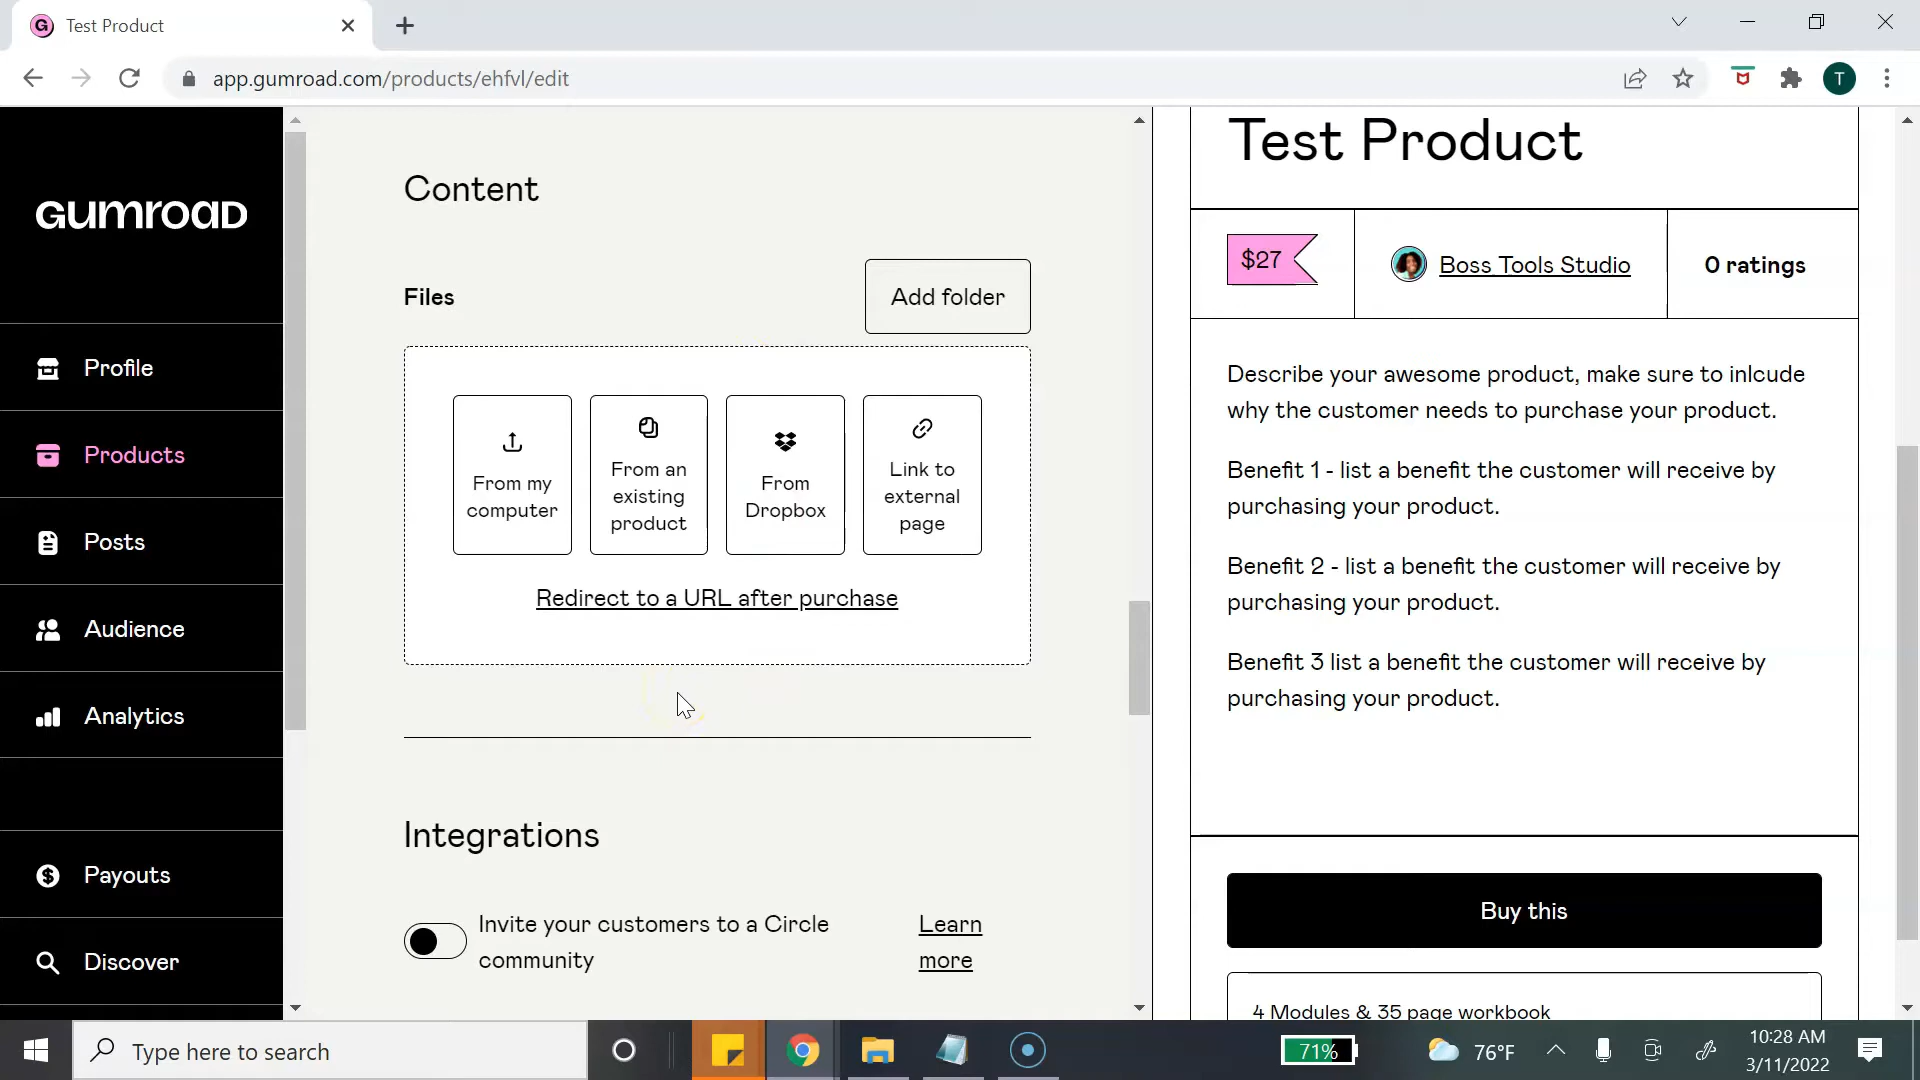 Test Product
app.gumroad.com/products/ehfvl/edit
T
GUMROAD
Profile
Products
Posts
Audience
Analytics
Payouts
Discover
Content
Files
Add folder
From my
computer
From an
existing
product
From
Dropbox
Link to
external
page
Redirect to a URL after purchase
Integrations
Invite your customers to a Circle
community
Learn
more
Test Product
$27
Boss Tools Studio
0 ratings
Describe your awesome product, make sure to inlcude
why the customer needs to purchase your product.
Benefit 1 - list a benefit the customer will receive by
purchasing your product.
Benefit 2 - list a benefit the customer will receive by
purchasing your product.
Benefit 3 list a benefit the customer will receive by
purchasing your product.
Buy this
4 Modules & 35 page workbook
Type here to search
71%
76°F
10:28 AM
3/11/2022